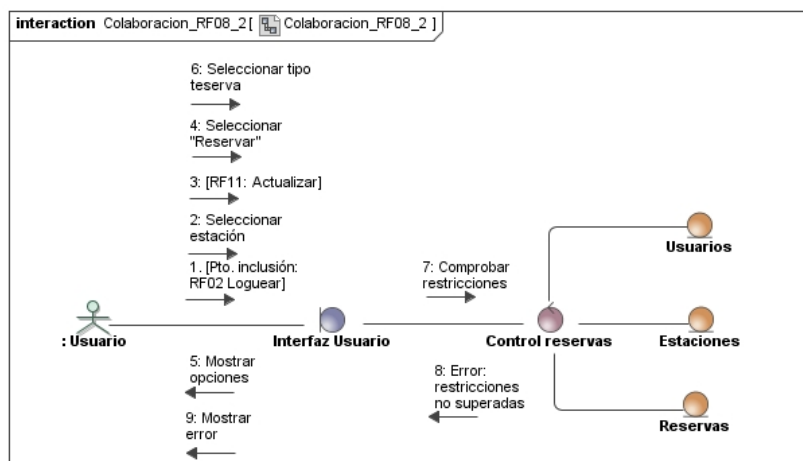 interaction Colaboracion_RF08_2 [ Colaboracion_RF08_2 ]
6: Seleccionar tipo
teserva
4: Seleccionar
"Reservar"
3: [RF11: Actualizar]
2: Seleccionar
estación
1. [Pto. inclusión:
RF02 Loguear]
7: Comprobar
restricciones
Usuarios
: Usuario
Interfaz Usuario
Control reservas
Estaciones
5: Mostrar
opciones
8: Error:
restricciones
no superadas
9: Mostrar
error
Reservas